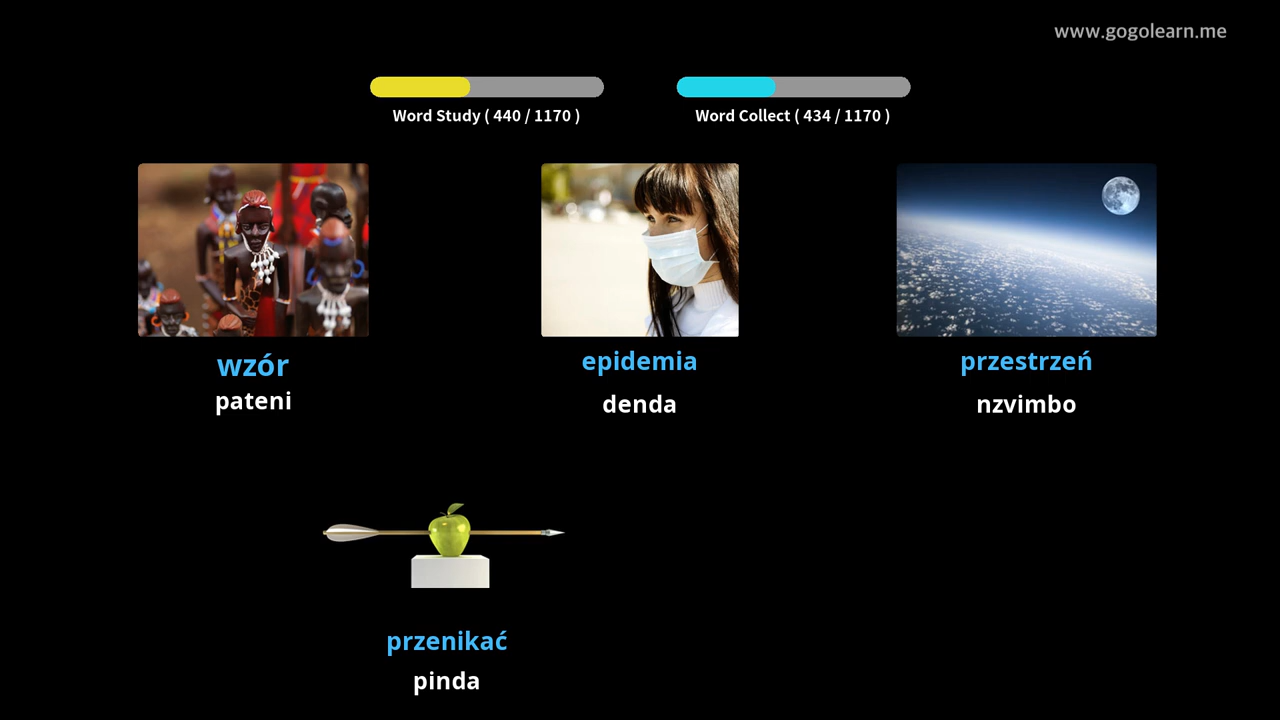 www.gogolearn.me
Word Study ( 440 / 1170 )
Word Collect ( 434 / 1170 )
wzór
pateni
epidemia
denda
przestrzeń
nzvimbo
przenikać
pinda